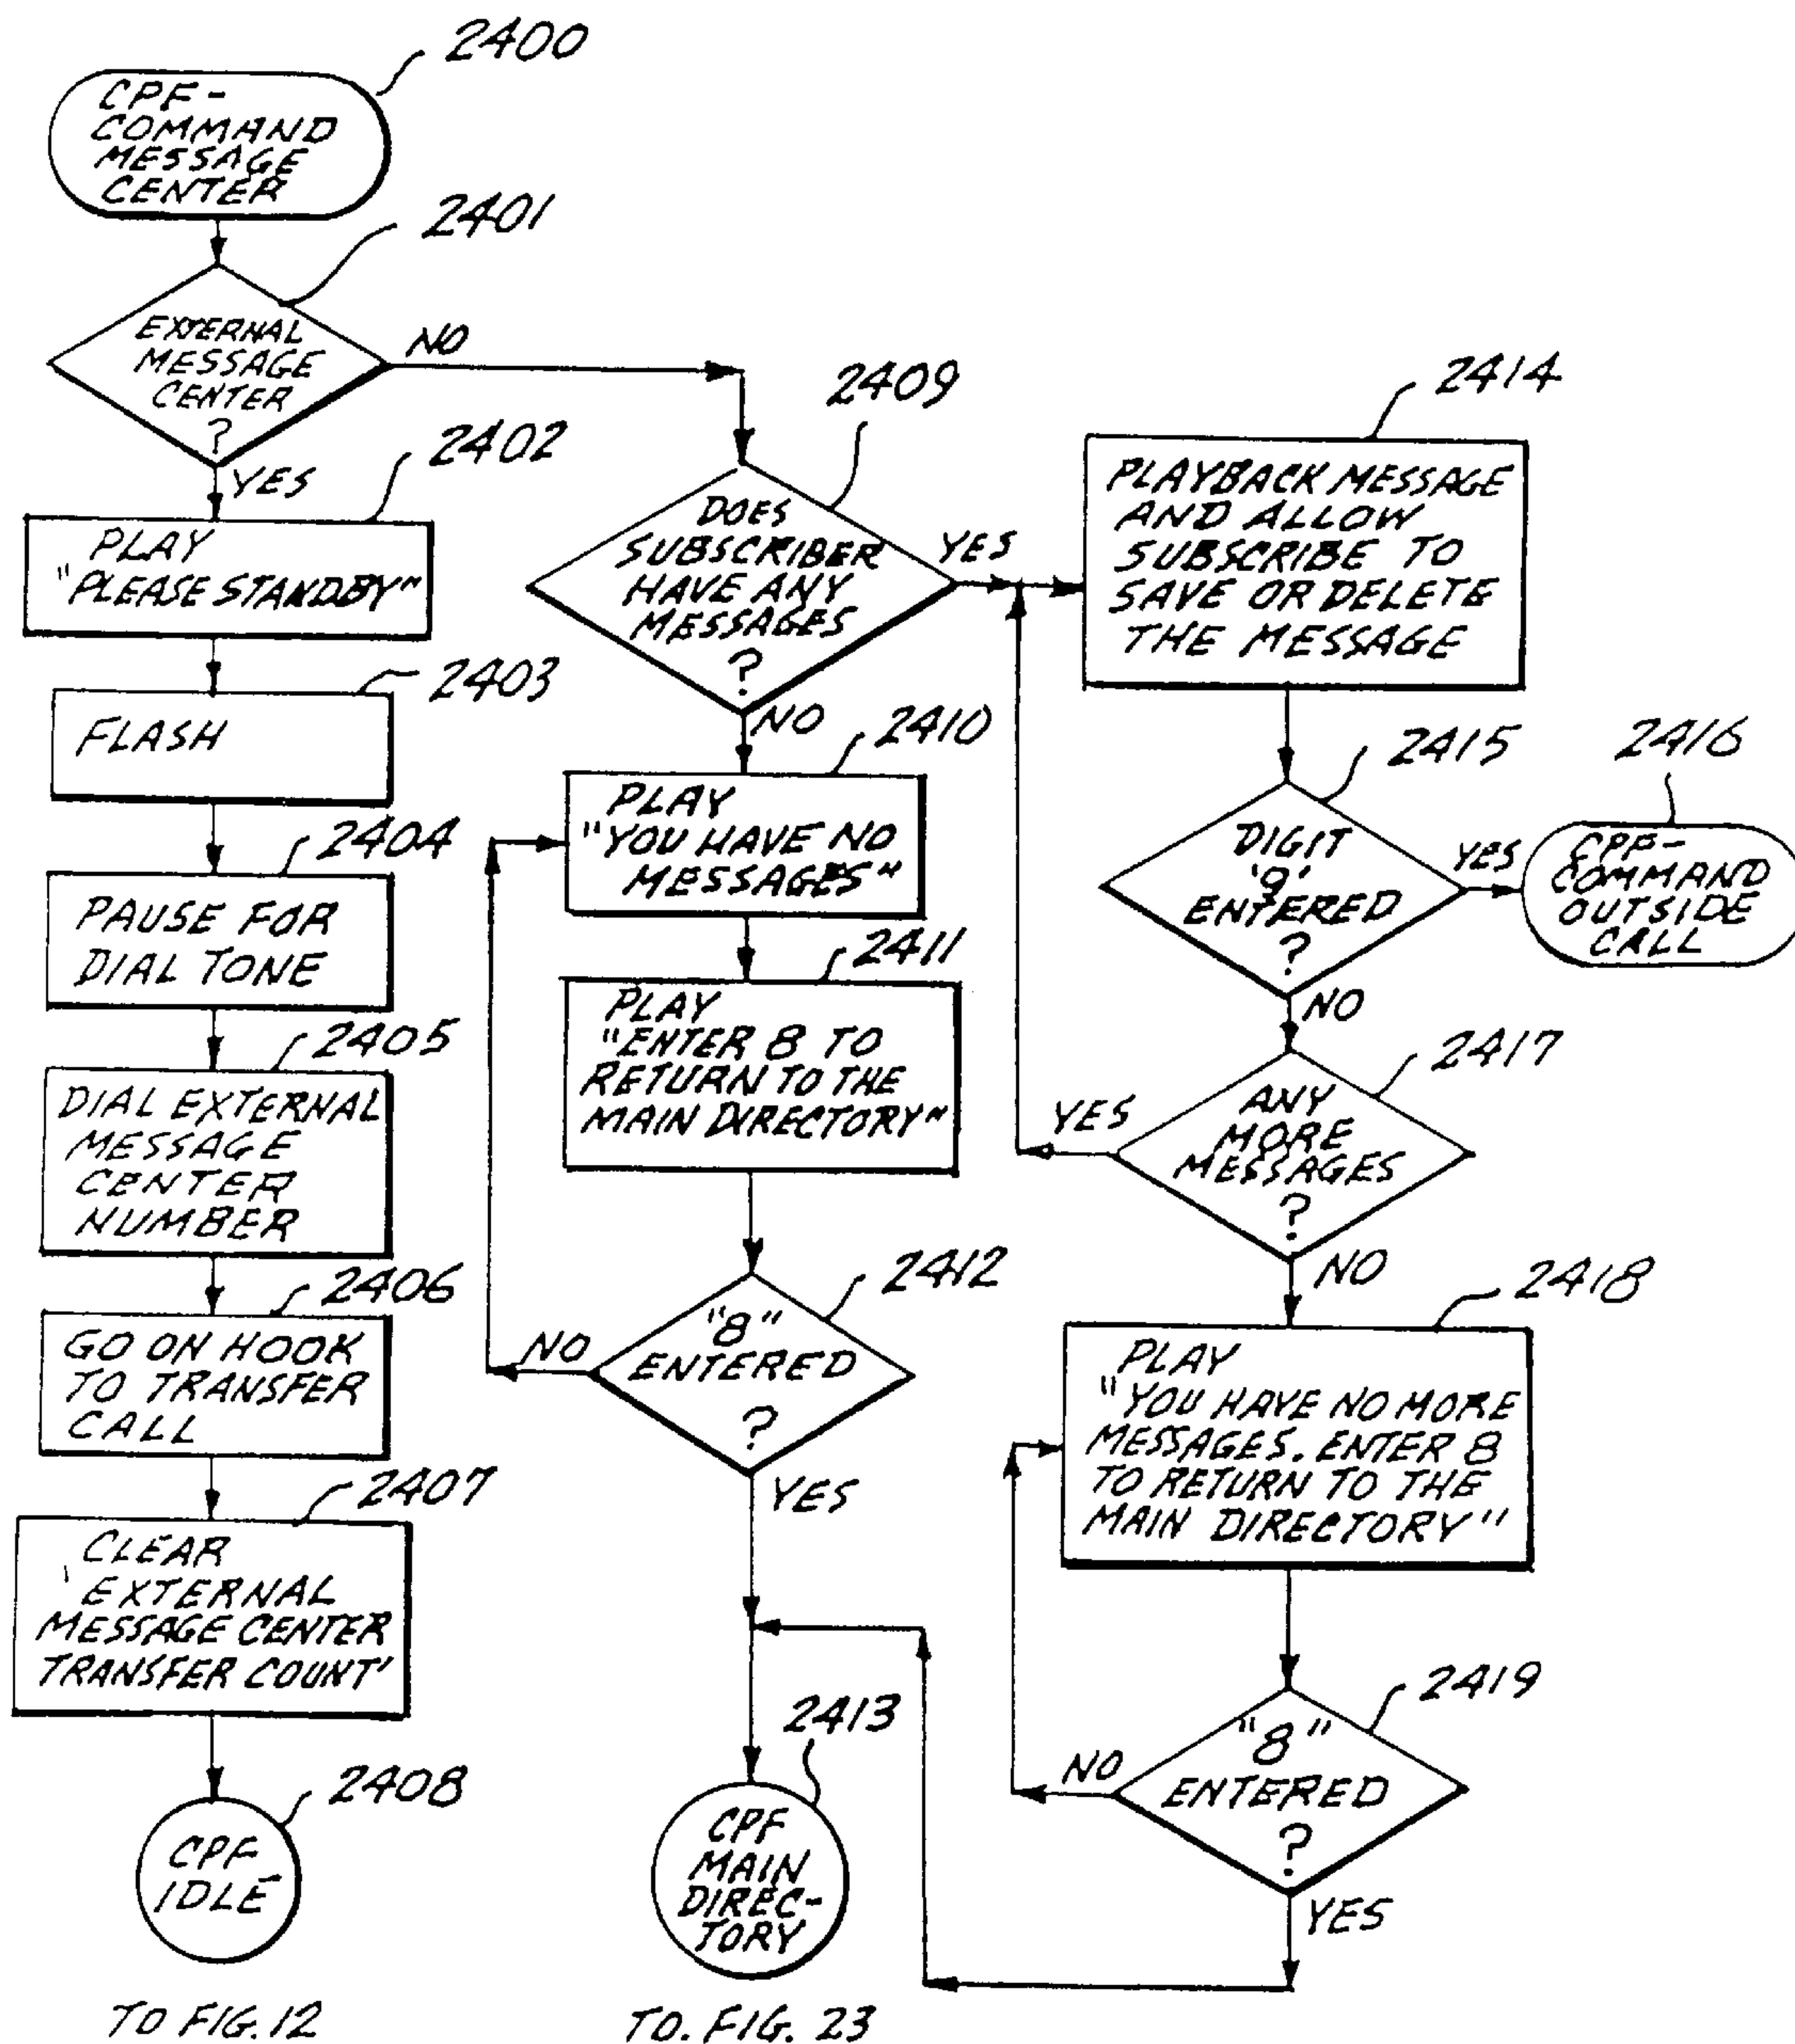 2400
CPF-
COMMAND
MESSAGE
CENTER
2401
EXTERNAL
MESSAGE
CENTER
?
NO
YES
2402
PLAY
"PLEASE STANDBY"
2403
FLASH
2404
PAUSE FOR
DIAL TONE
2405
DIAL EXTERNAL
MESSAGE
CENTER
NUMBER
2406
GO ON HOOK
TO TRANSFER
CALL
2407
CLEAR
'EXTERNAL
MESSAGE CENTER
TRANSFER COUNT'
2408
CPF
IDLE
TO FIG. 12
2409
DOES
SUBSCRIBER
HAVE ANY
MESSAGES
?
YES
NO
2410
PLAY
"YOU HAVE NO
MESSAGES"
2411
PLAY
"ENTER 8 TO
RETURN TO THE
MAIN DIRECTORY"
2412
"8"
ENTERED
?
NO
YES
2413
CPF
MAIN
DIREC-
TORY
TO. FIG. 23
2414
PLAYBACK MESSAGE
AND ALLOW
SUBSCRIBE TO
SAVE OR DELETE
THE MESSAGE
2415
DIGIT
'9'
ENTERED
?
YES
NO
2416
CPF-
COMMAND
OUTSIDE
CALL
2417
ANY
MORE
MESSAGES
?
YES
NO
2418
PLAY
"YOU HAVE NO MORE
MESSAGES. ENTER 8
TO RETURN TO THE
MAIN DIRECTORY"
2419
"8"
ENTERED
?
NO
YES